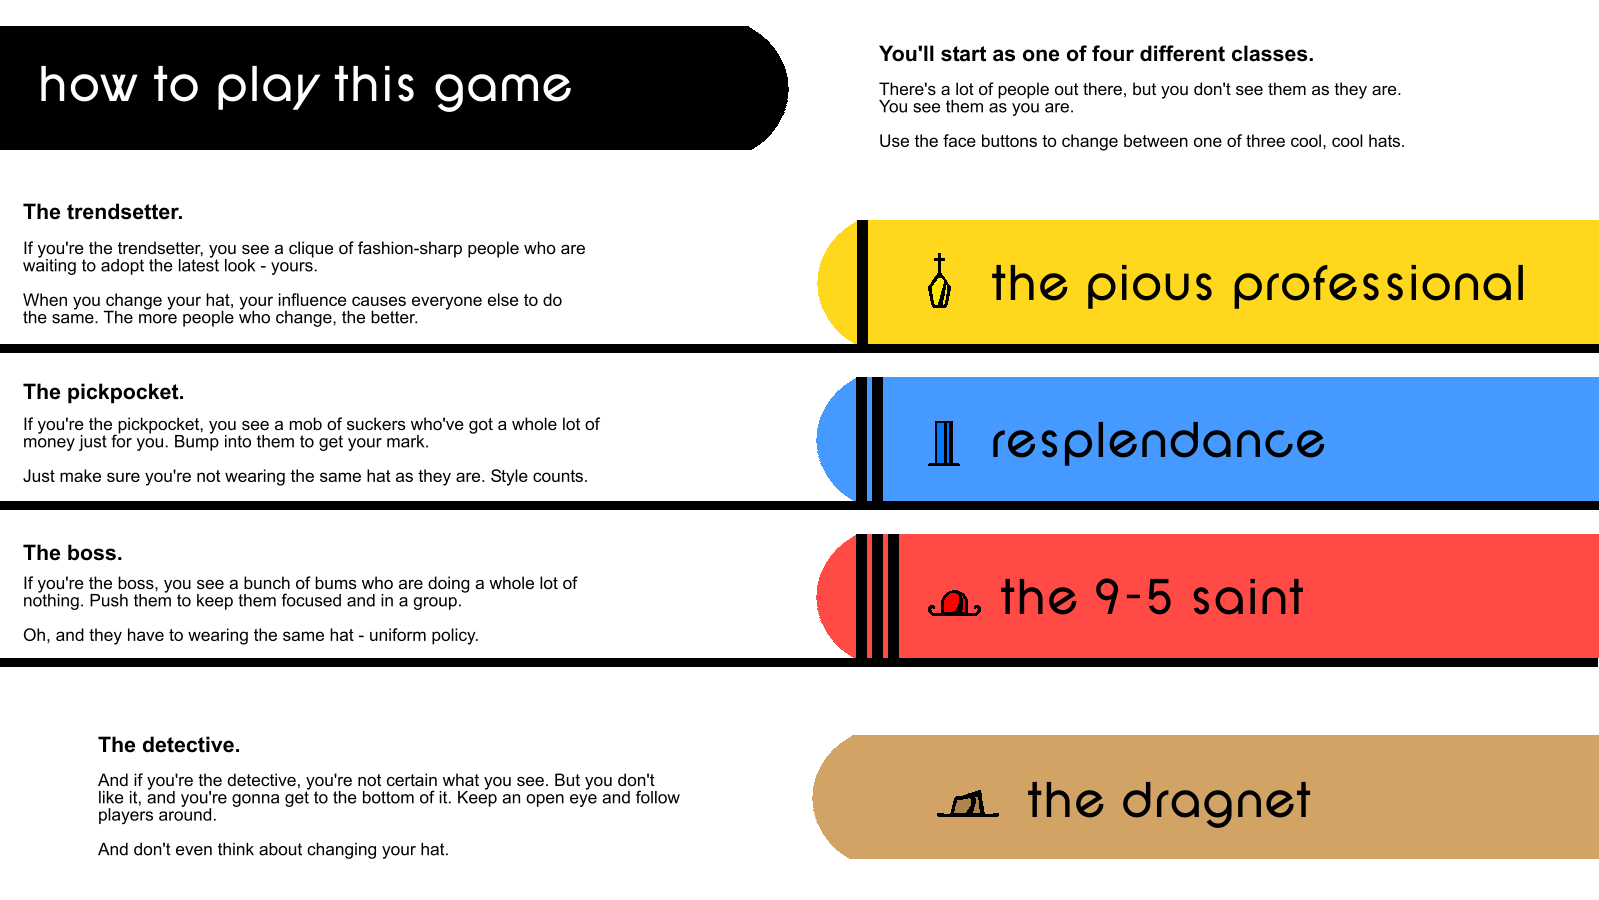 how to play this game
You'll start as one of four different classes.
There's a lot of people out there, but you don't see them as they are.
You see them as you are.
Use the face buttons to change between one of three cool, cool hats.
The trendsetter.
If you're the trendsetter, you see a clique of fashion-sharp people who are
waiting to adopt the latest look - yours.
When you change your hat, your influence causes everyone else to do
the same. The more people who change, the better.
the pious professional
The pickpocket.
If you're the pickpocket, you see a mob of suckers who've got a whole lot of
money just for you. Bump into them to get your mark.
Just make sure you're not wearing the same hat as they are. Style counts.
resplendance
The boss.
If you're the boss, you see a bunch of bums who are doing a whole lot of
nothing. Push them to keep them focused and in a group.
Oh, and they have to wearing the same hat - uniform policy.
the 9-5 saint
The detective.
And if you're the detective, you're not certain what you see. But you don't
like it, and you're gonna get to the bottom of it. Keep an open eye and follow
players around.
And don't even think about changing your hat.
the dragnet